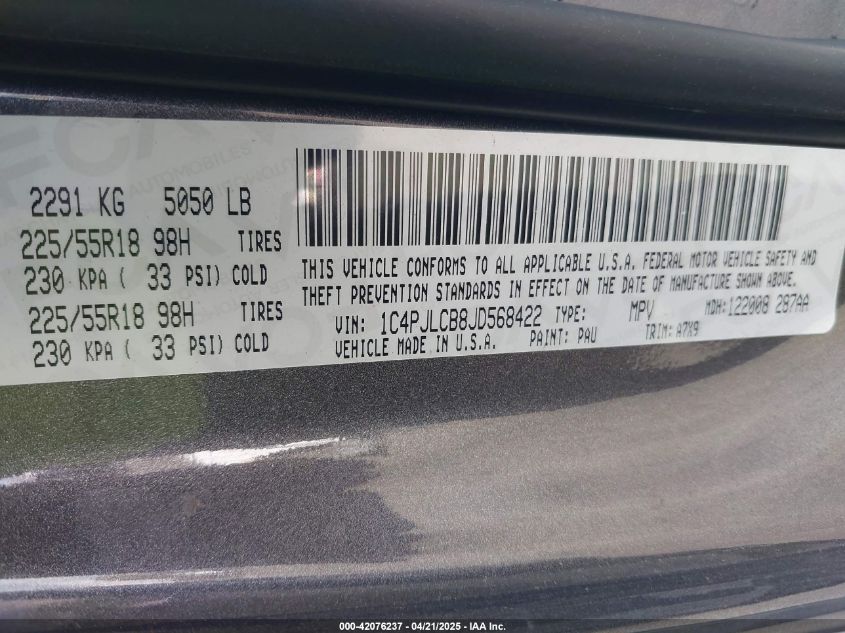 2291 KG 5050 LB
225/55R18 98H TIRES
230 KPA ( 33 PSI) COLD
225/55R18 98H TIRES
230 KPA ( 33 PSI) COLD
THIS VEHICLE CONFORMS TO ALL APPLICABLE U.S.A. FEDERAL MOTOR VEHICLE SAFETY AND
THEFT PREVENTION STANDARDS IN EFFECT ON THE DATE OF MANUFACTURE SHOWN ABOVE.
VIN: 1C4PJLCB8JD568422 TYPE: MPV MDH:122008 287AA
VEHICLE MADE IN U.S.A. PAINT: PAU TRIM: A7X9
000-42076237 - 04/21/2025 - IAA Inc.